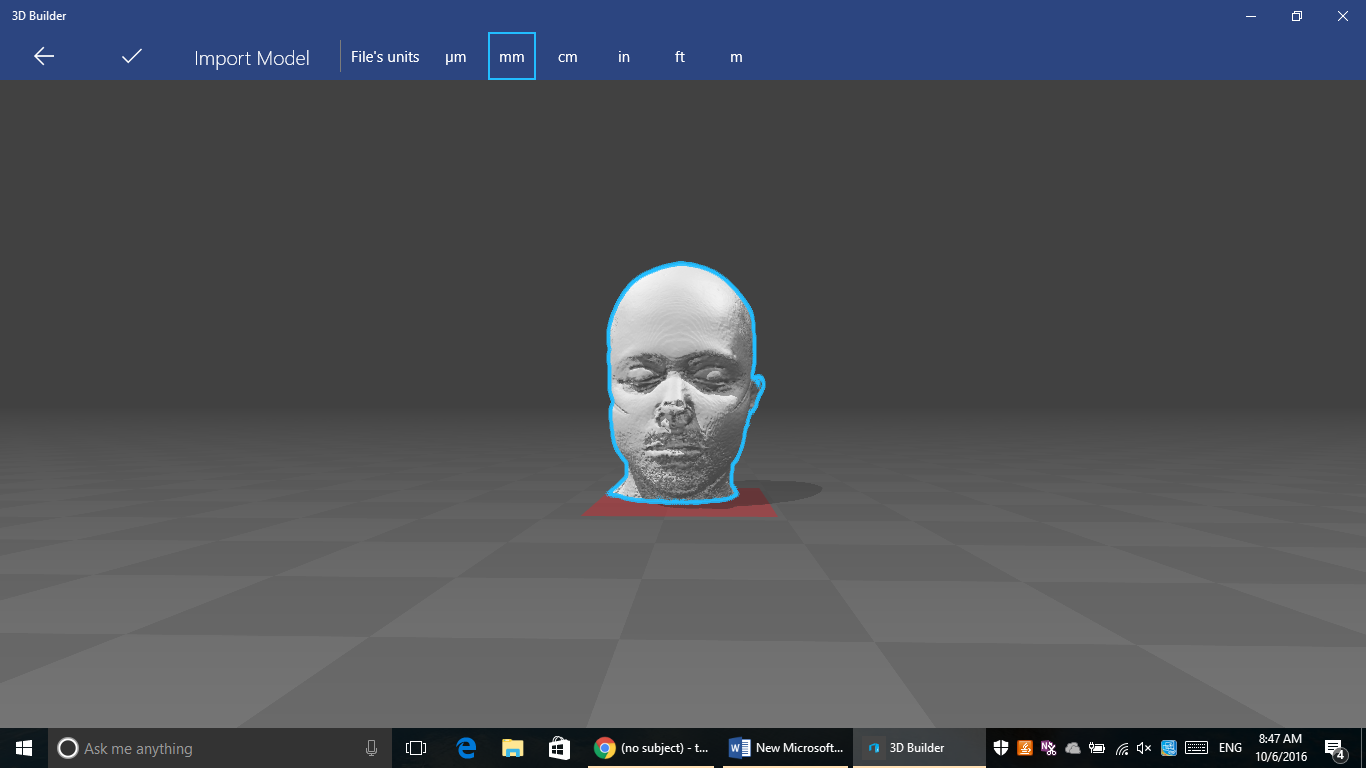 3D Builder
Import Model
File's units
µm
mm
cm
in
ft
m
Ask me anything
(no subject) - t...
New Microsoft...
3D Builder
ENG
8:47 AM
10/6/2016
4